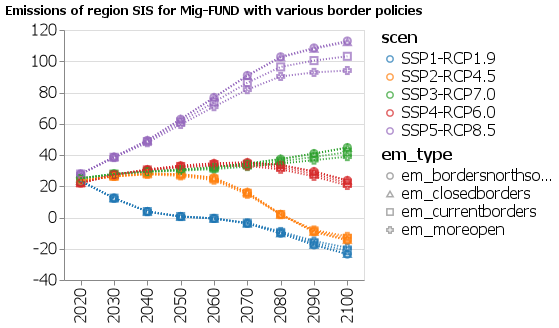 Emissions of region SIS for Mig-FUND with various border policies
120
100
80
60
40
20
0
−20
−40
2020
2030
2040
2050
2060
2070
2080
2090
2100
scen
SSP1-RCP1.9
SSP2-RCP4.5
SSP3-RCP7.0
SSP4-RCP6.0
SSP5-RCP8.5
em_type
em_bordersnorthso...
em_closedborders
em_currentborders
em_moreopen